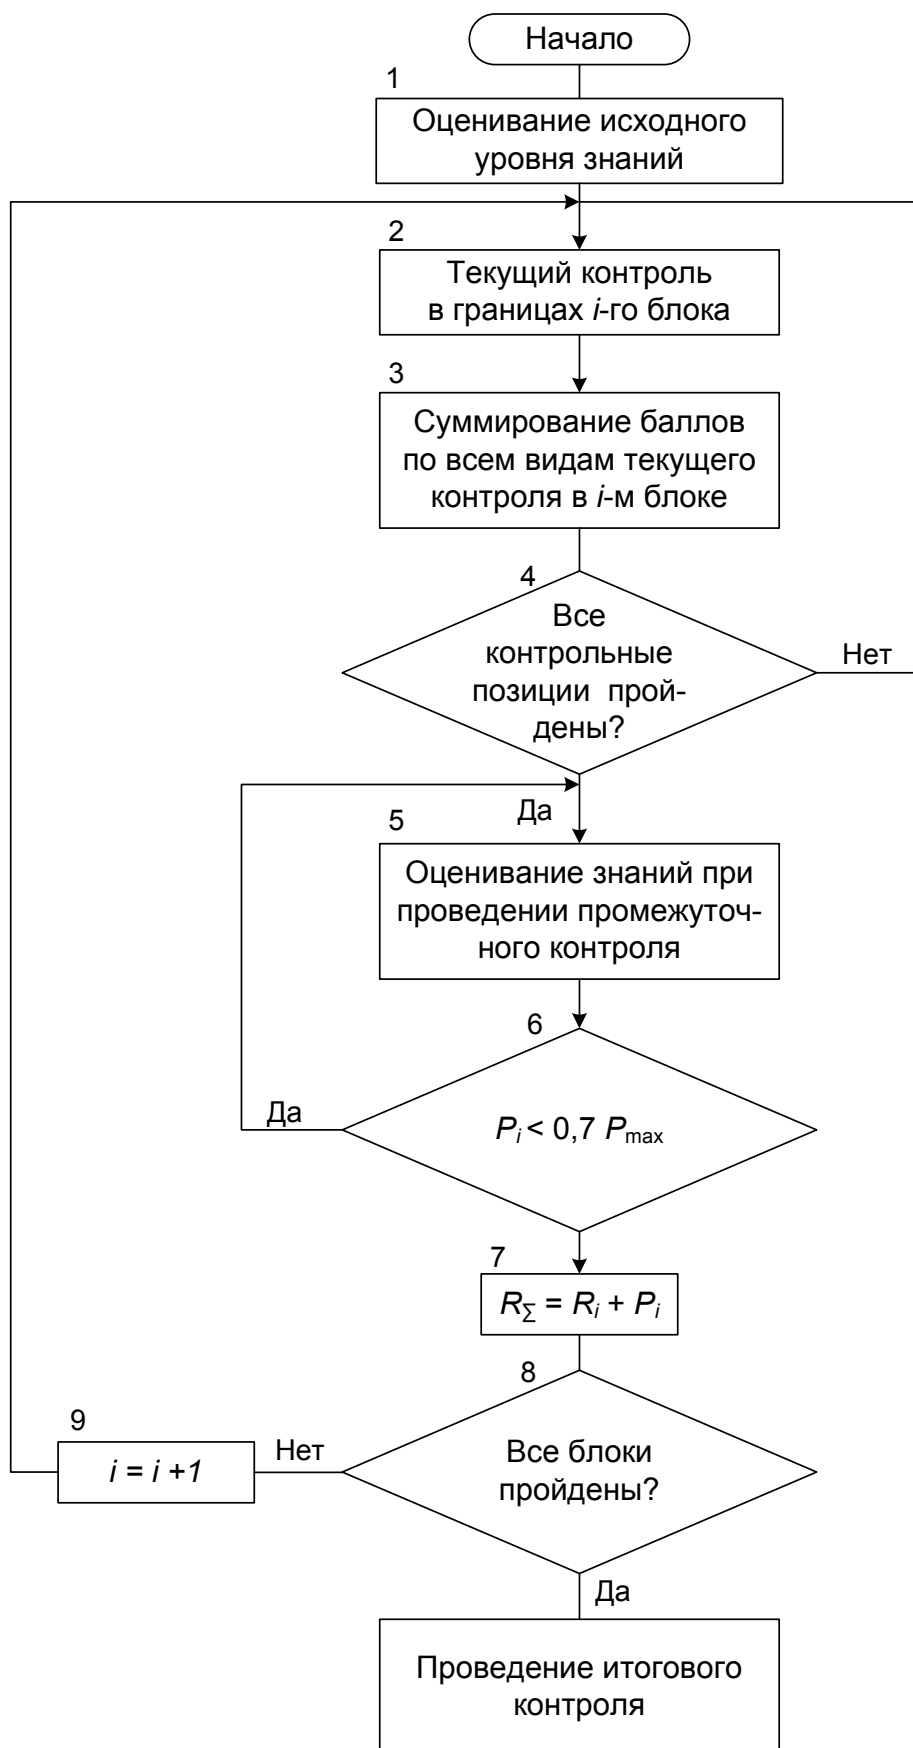 Начало
1
Оценивание исходного
уровня знаний
2
Текущий контроль
в границах i-го блока
3
Суммирование баллов
по всем видам текущего
контроля в i-м блоке
4
Все
контрольные
позиции прой-
дены?
Нет
Да
5
Оценивание знаний при
проведении промежуточ-
ного контроля
6
Да
Pᵢ < 0,7 Pmax
7
R∑ = Rᵢ + Pᵢ
8
9
i = i +1
Нет
Все блоки
пройдены?
Да
Проведение итогового
контроля